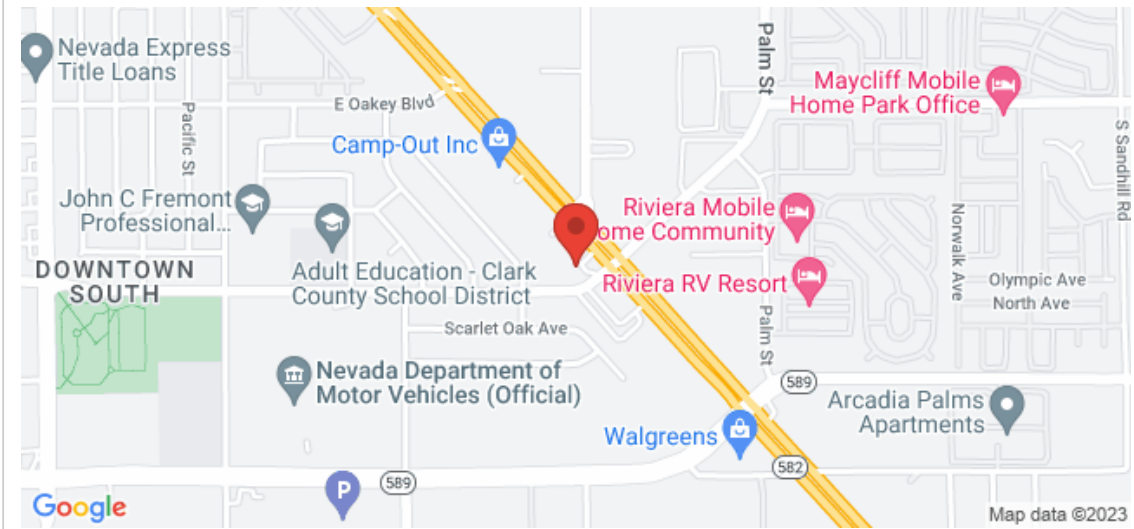 Nevada Express
Title Loans
Pacific St
E Oakey Blvd
Camp-Out Inc
Palm St
Maycliff Mobile
Home Park Office
S Sandhill Rd
John C Fremont
Professional...
Adult Education - Clark
County School District
Riviera Mobile
ome Community
Riviera RV Resort
Norwalk Ave
Olympic Ave
North Ave
DOWNTOWN
SOUTH
Scarlet Oak Ave
Palm St
Nevada Department of
Motor Vehicles (Official)
589
Arcadia Palms
Apartments
Walgreens
582
589
P
Google
Map data ©2023